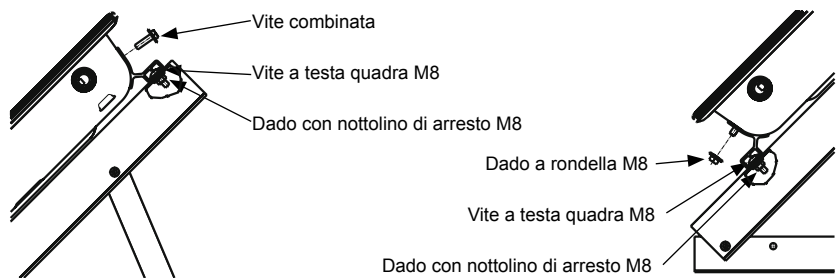 Vite combinata
Vite a testa quadra M8
Dado con nottolino di arresto M8
Dado a rondella M8
Vite a testa quadra M8
Dado con nottolino di arresto M8